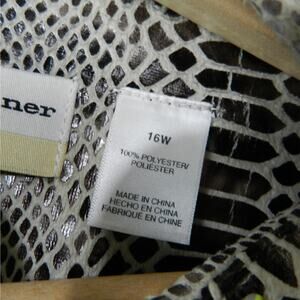 ner
16W
100% POLYESTER/
POLIÉSTER
MADE IN CHINA
HECHO EN CHINA
FABRIQUÉ EN CHINE